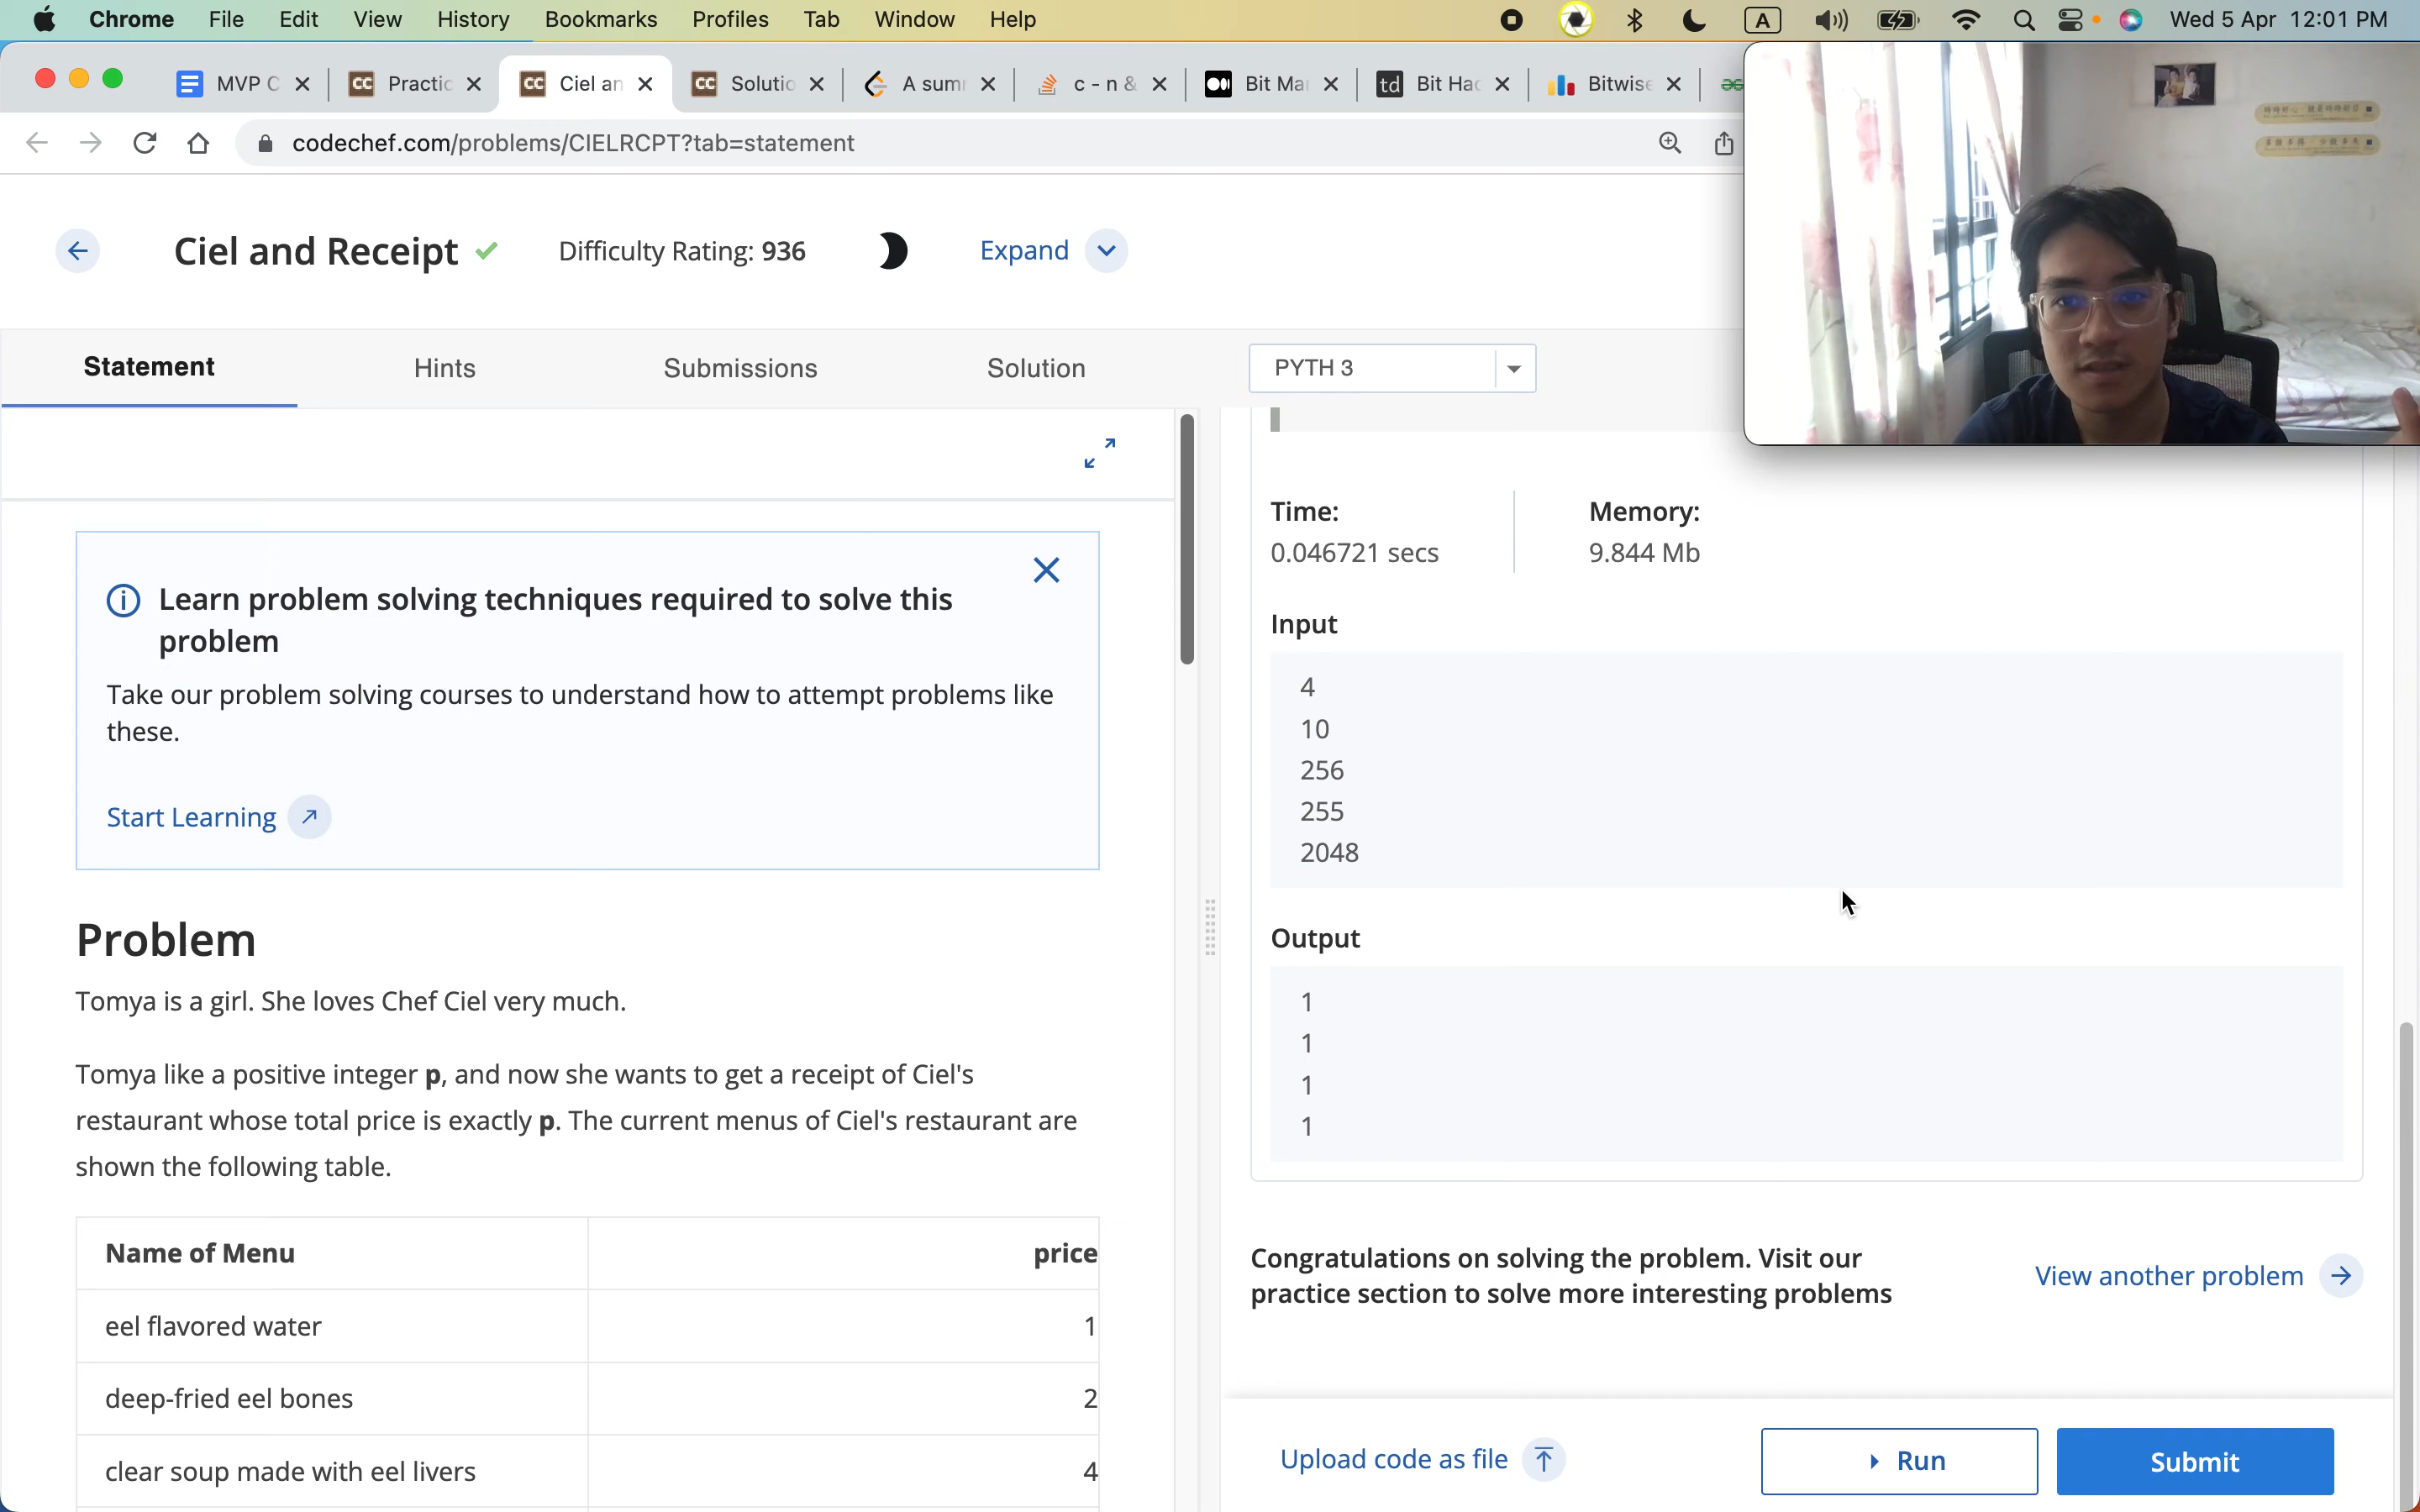 Chrome File Edit View History Bookmarks Profiles Tab Window Help A Wed 5 Apr 12:01 PM
MVP C CC Practic CC Ciel an CC Solutio A sum c - n & Bit Ma td Bit Hac Bitwise
codechef.com/problems/CIELRCPT?tab=statement
Ciel and Receipt Difficulty Rating: 936 Expand
Statement Hints Submissions Solution PYTH 3
Learn problem solving techniques required to solve this
problem
Take our problem solving courses to understand how to attempt problems like
these.
Start Learning
Problem
Tomya is a girl. She loves Chef Ciel very much.
Tomya like a positive integer p, and now she wants to get a receipt of Ciel's
restaurant whose total price is exactly p. The current menus of Ciel's restaurant are
shown the following table.
Name of Menu price
eel flavored water 1
deep-fried eel bones 2
clear soup made with eel livers 4
Time: Memory:
0.046721 secs 9.844 Mb
Input
4
10
256
255
2048
Output
1
1
1
1
Congratulations on solving the problem. Visit our
practice section to solve more interesting problems
View another problem
Upload code as file Run Submit